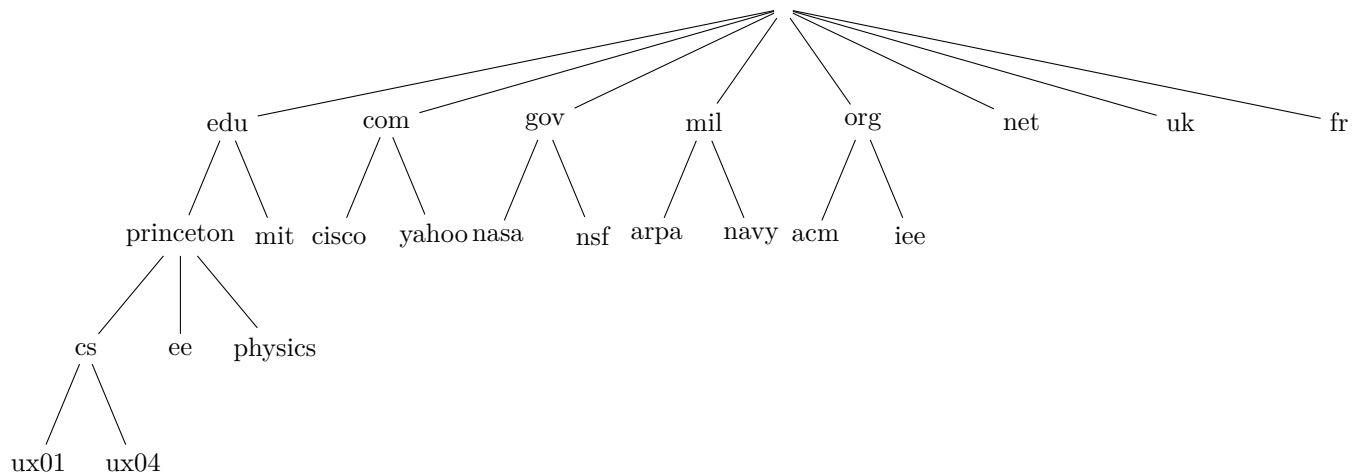 edu com gov mil org net uk fr
princeton mit cisco yahoo nasa nsf arpa navy acm iee
cs ee physics
ux01 ux04